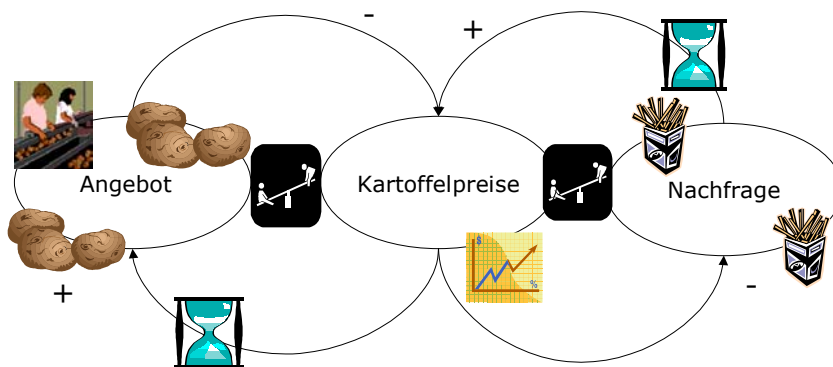 -
+
Angebot
Kartoffelpreise
Nachfrage
$
%
+
-